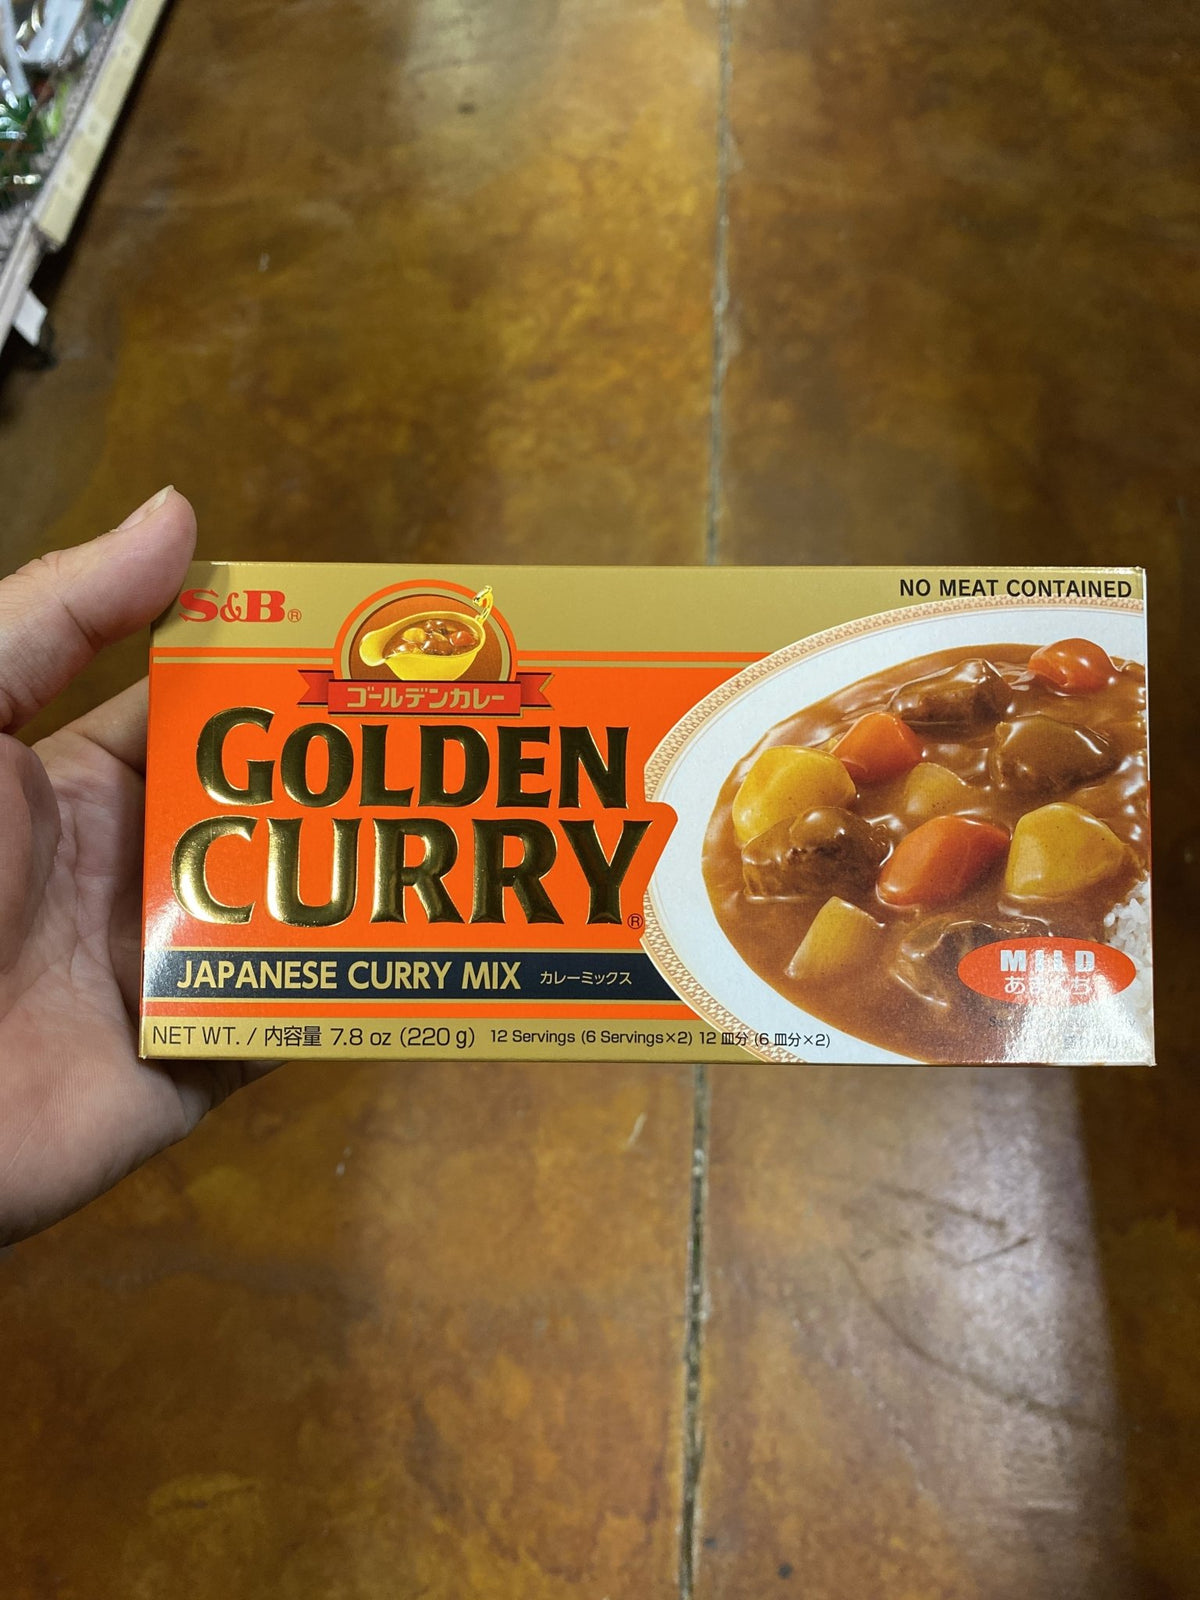 S&B®
NO MEAT CONTAINED
ゴールデンカレー
GOLDEN
CURRY®
JAPANESE CURRY MIX カレーミックス
MILD
NET WT. / 内容量 7.8 oz (220 g) 12 Servings (6 Servings×2) 12 皿分 (6 皿分×2)